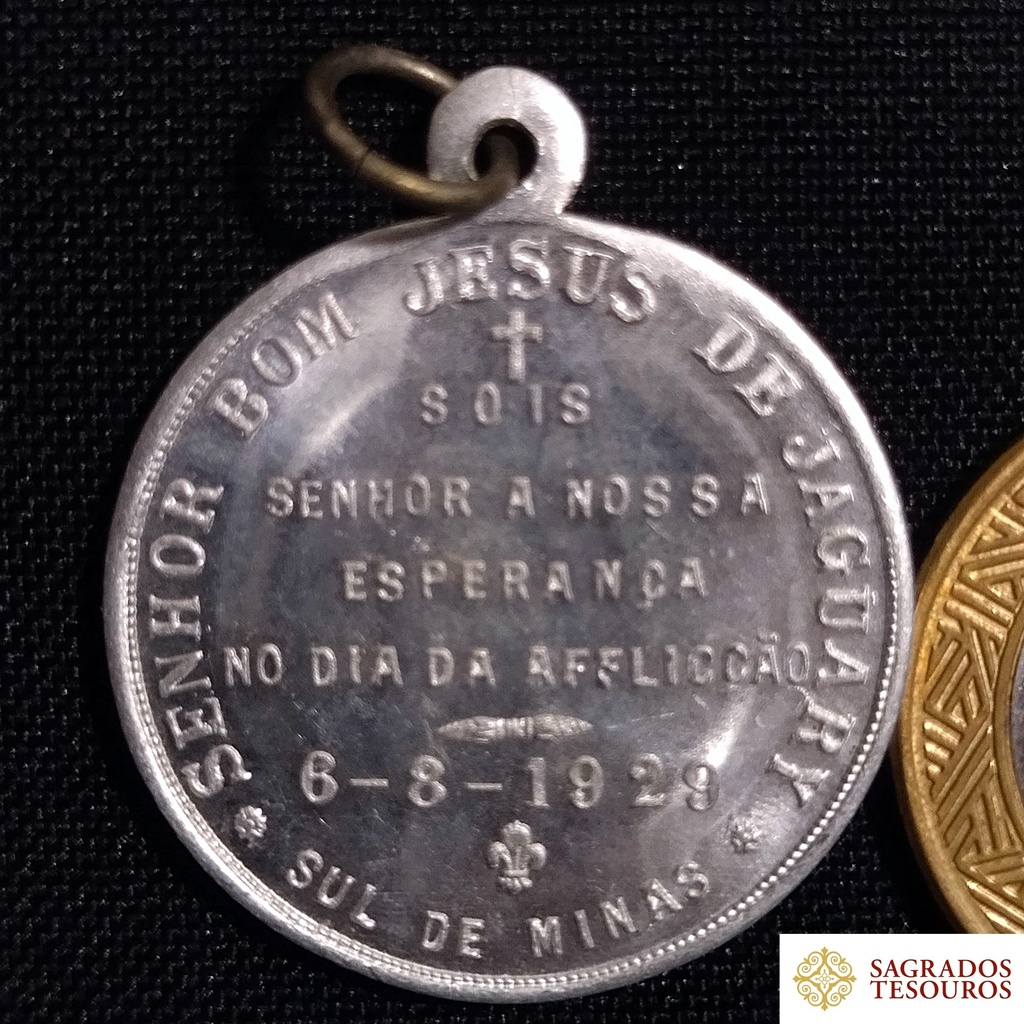 SENHOR BOM JESUS DE JAGUARY
SOIS
SENHOR A NOSSA
ESPERANÇA
NO DIA DA AFFLICÇÃO
6-8-1929
SUL DE MINAS
SAGRADOS
TESOUROS